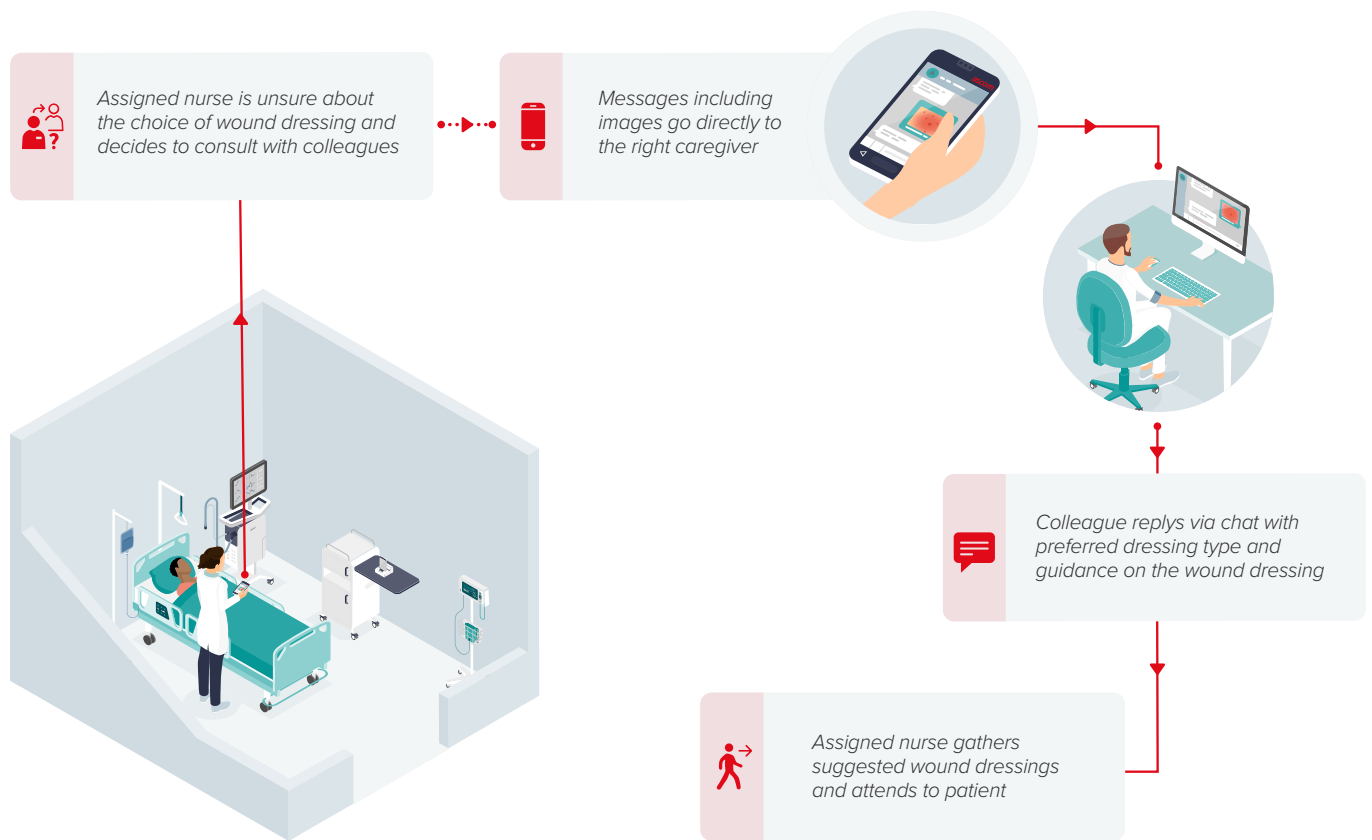 Assigned nurse is unsure about
the choice of wound dressing and
decides to consult with colleagues
Messages including
images go directly to
the right caregiver
Colleague replys via chat with
preferred dressing type and
guidance on the wound dressing
Assigned nurse gathers
suggested wound dressings
and attends to patient